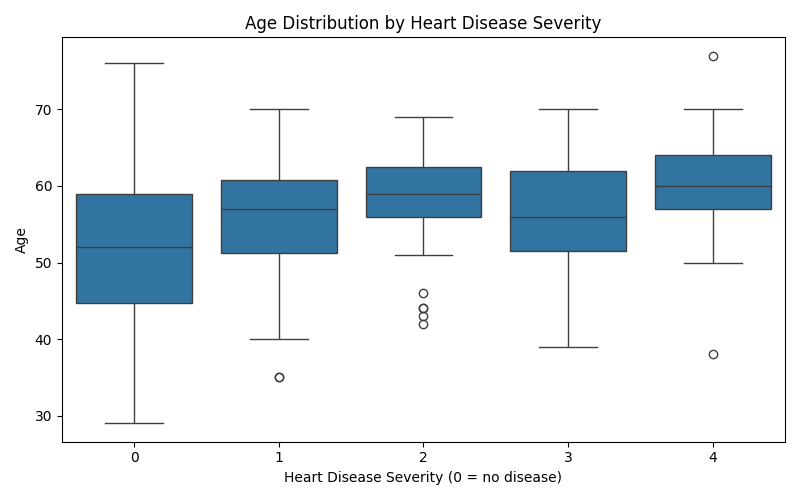 Age Distribution by Heart Disease Severity
Age
70
60
50
40
30
0 1 2 3 4
Heart Disease Severity (0 = no disease)